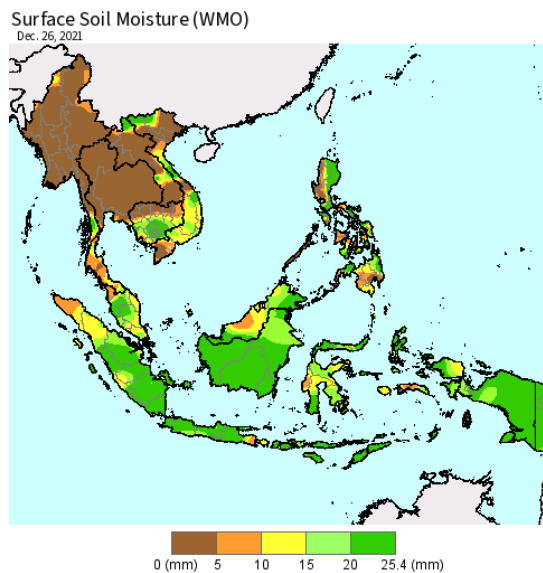 Surface Soil Moisture (WMO)
Dec. 26, 2021
0 (mm) 5 10 15 20 25.4 (mm)